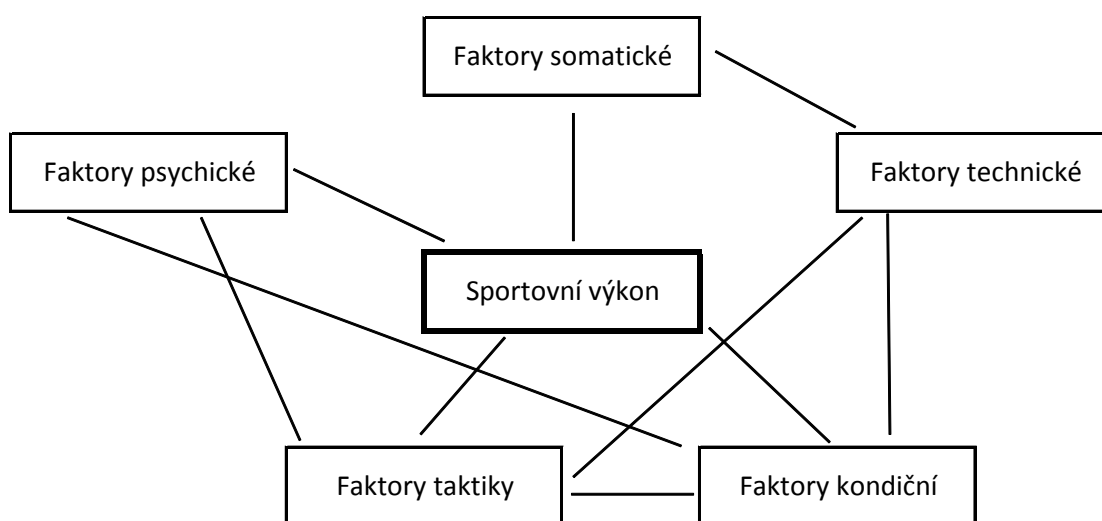 Faktory somatické
Faktory psychické
Faktory technické
Sportovní výkon
Faktory taktiky
Faktory kondiční